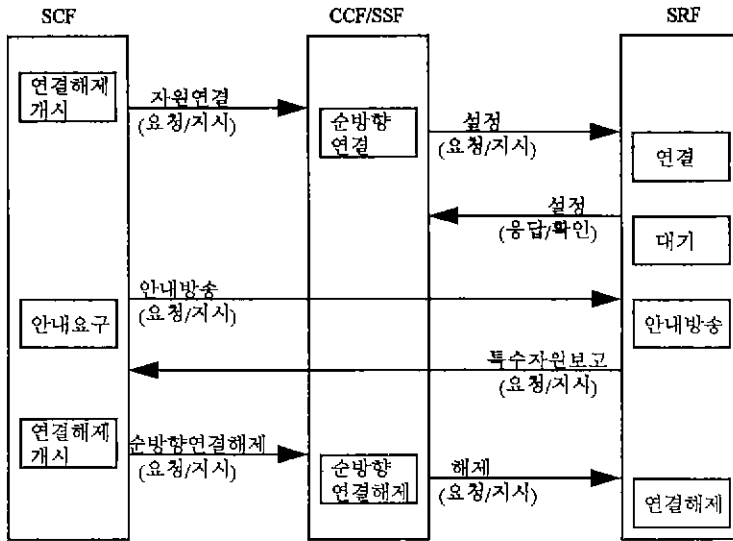 SCF
CCF/SSF
SRF
연결해제
개시
자원연결
(요청/지시)
순방향
연결
설정
(요청/지시)
연결
설정
(응답/확인)
대기
안내방송
(요청/지시)
안내요구
안내방송
특수자원보고
(요청/지시)
연결해제
개시
순방향연결해제
(요청/지시)
순방향
연결해제
해제
(요청/지시)
연결해제